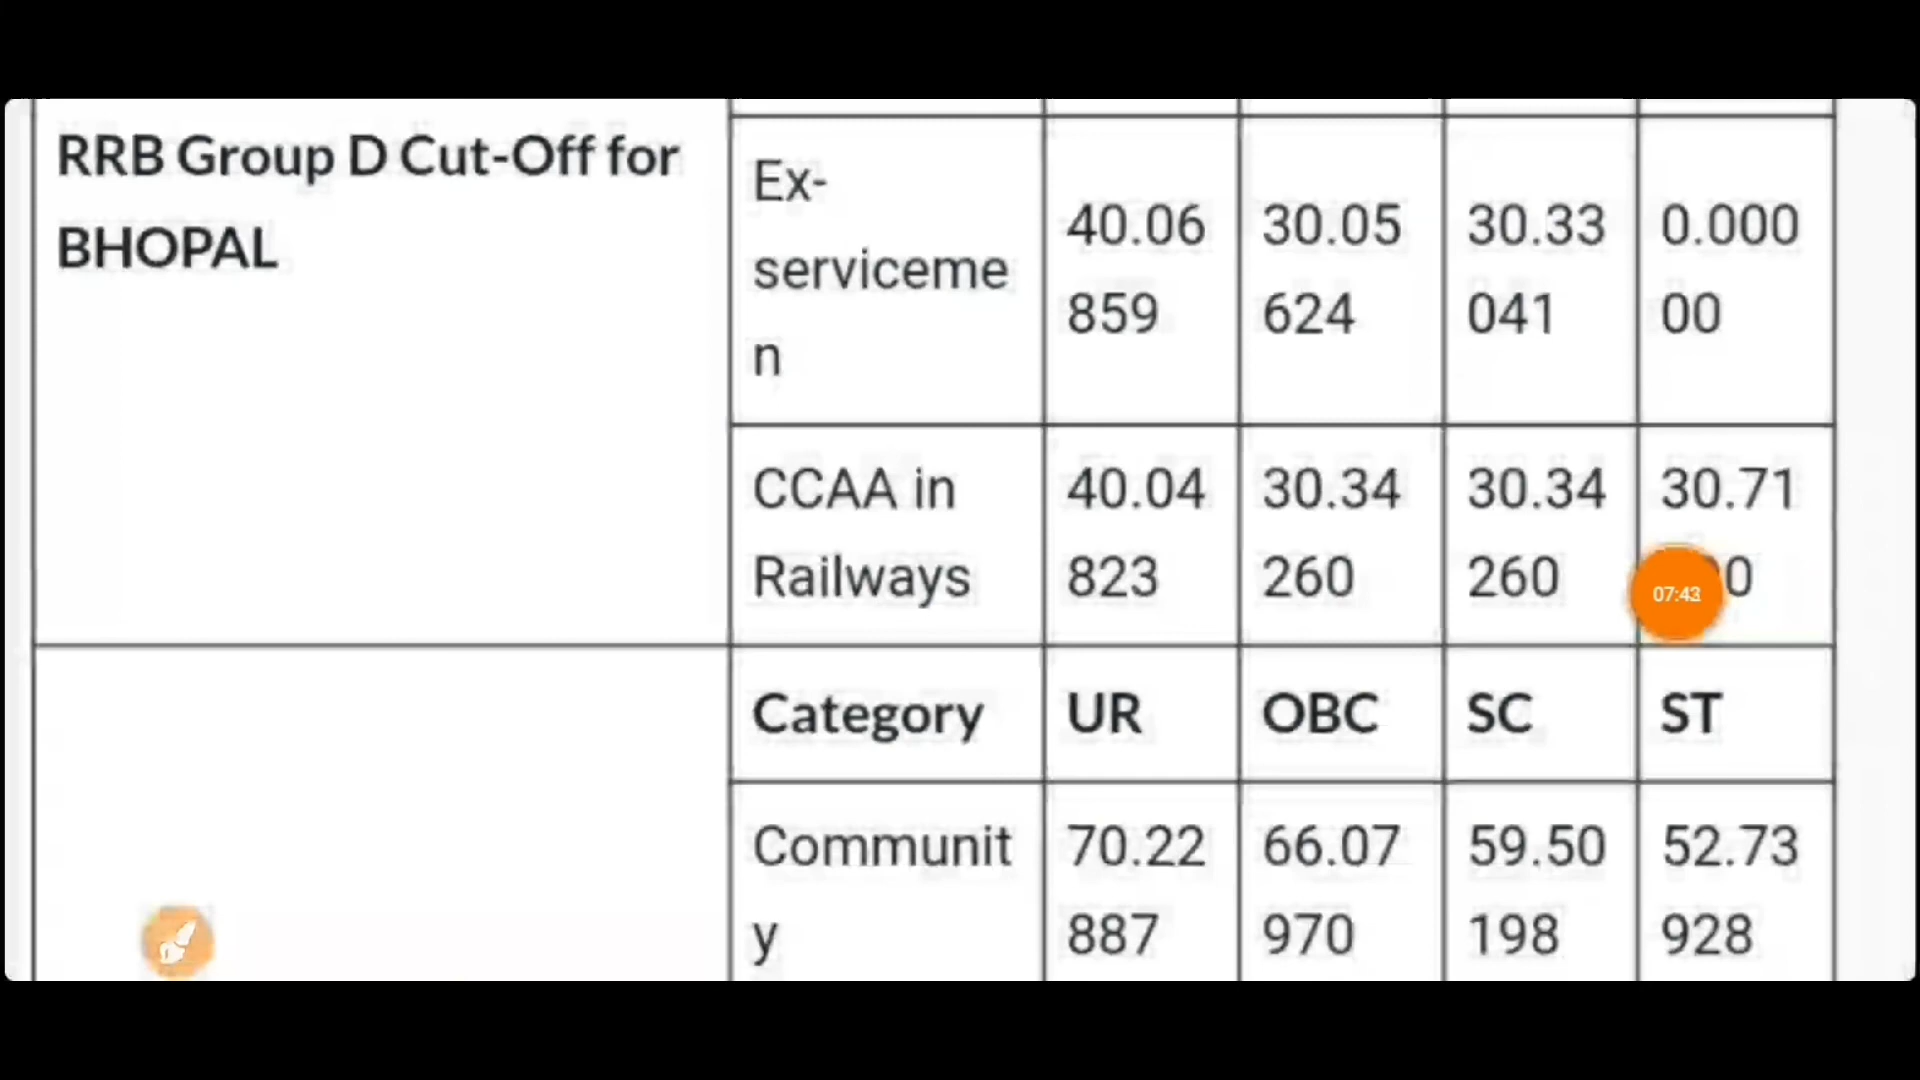 RRB Group D Cut-Off for
BHOPAL
Ex-
serviceme
n
40.06
859
30.05
624
30.33
041
0.000
00
CCAA in
Railways
40.04
823
30.34
260
30.34
260
30.71
07:43
Category
UR
OBC
SC
ST
Communit
y
70.22
887
66.07
970
59.50
198
52.73
928